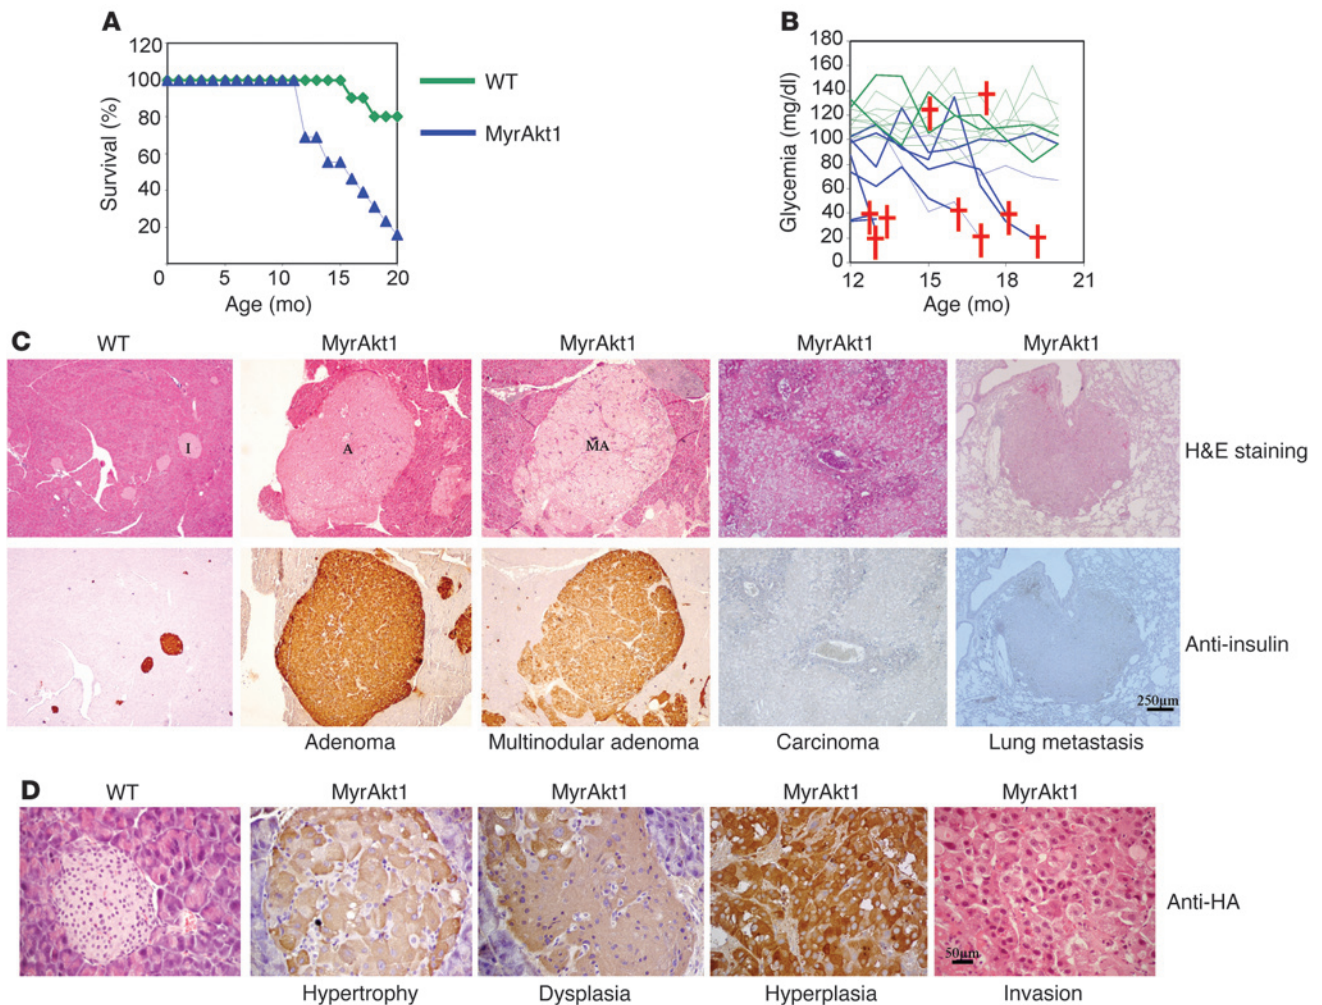 A
120
100
80
60
40
20
0
5
10
15
20
Survival (%)
Age (mo)
WT
MyrAkt1
B
180
160
140
120
100
80
60
40
20
0
12
15
18
21
Glycemia (mg/dl)
Age (mo)
C
WT
MyrAkt1
MyrAkt1
MyrAkt1
MyrAkt1
I
A
MA
H&E staining
Anti-insulin
250µm
Adenoma
Multinodular adenoma
Carcinoma
Lung metastasis
D
WT
MyrAkt1
MyrAkt1
MyrAkt1
MyrAkt1
Anti-HA
50µm
Hypertrophy
Dysplasia
Hyperplasia
Invasion